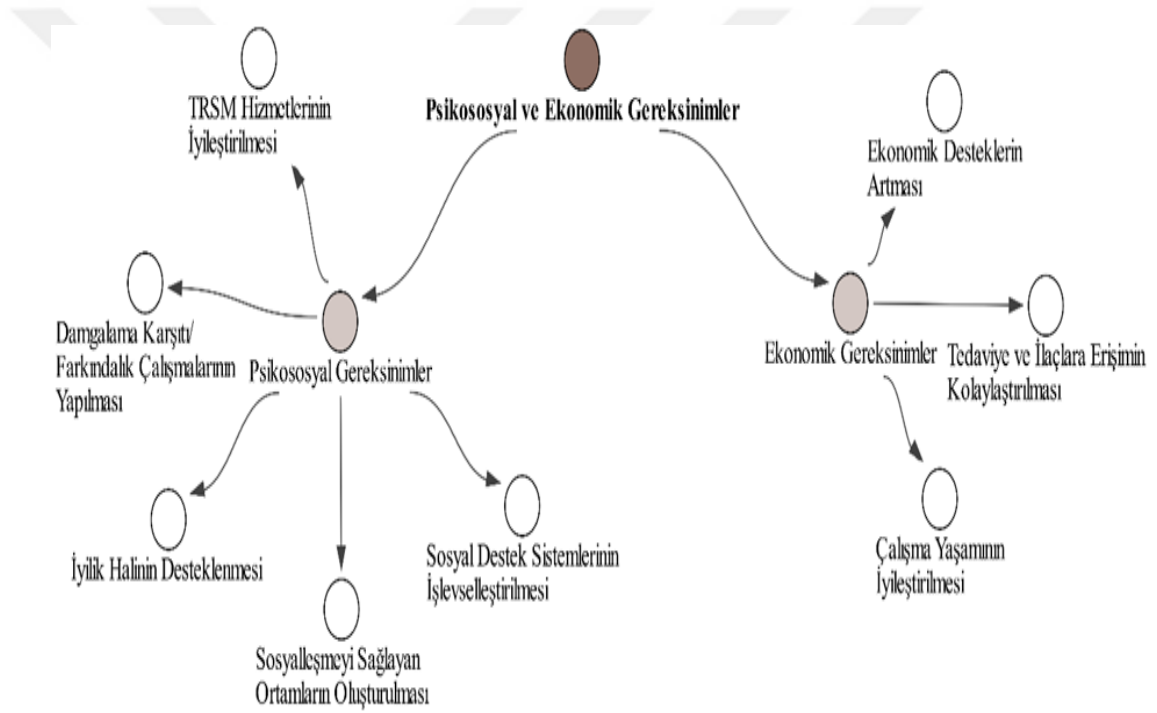 Psikososyal ve Ekonomik Gereksinimler
TRSM Hizmetlerinin
İyileştirilmesi
Ekonomik Desteklerin
Artması
Damgalama Karşıtı/
Farkındalık Çalışmalarının
Yapılması
Psikososyal Gereksinimler
Ekonomik Gereksinimler
Tedaviye ve İlaçlara Erişimin
Kolaylaştırılması
İyilik Halinin Desteklenmesi
Sosyalleşmeyi Sağlayan
Ortamların Oluşturulması
Sosyal Destek Sistemlerinin
İşlevselleştirilmesi
Çalışma Yaşamının
İyileştirilmesi